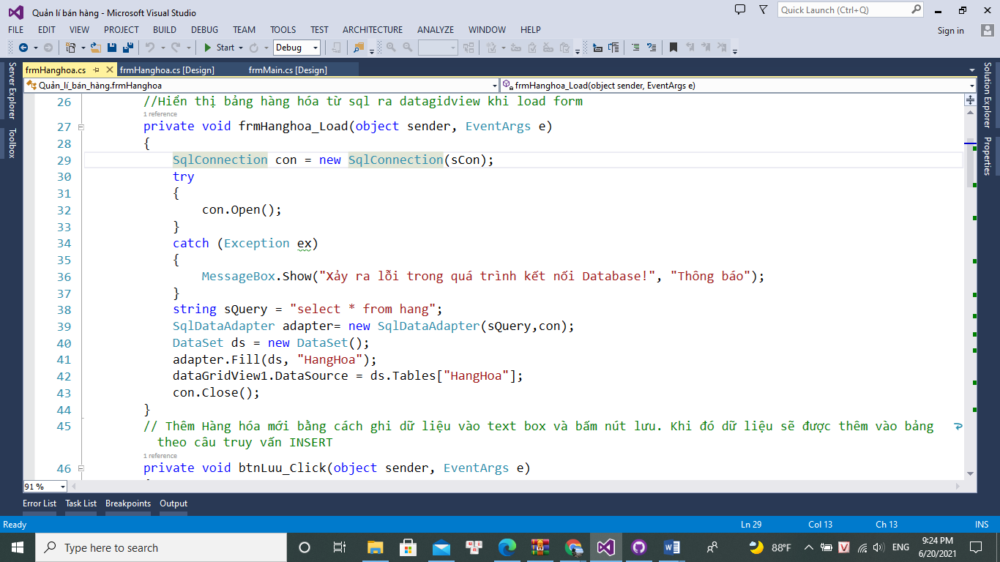 Quản lí bán hàng - Microsoft Visual Studio
Quick Launch (Ctrl+Q)
FILE EDIT VIEW PROJECT BUILD DEBUG TEAM TOOLS TEST ARCHITECTURE ANALYZE WINDOW HELP
Sign in
Start Debug
Server Explorer
Toolbox
Solution Explorer
Properties
frmHanghoa.cs frmHanghoa.cs [Design] frmMain.cs [Design]
Quản_lí_bán_hàng.frmHanghoa frmHanghoa_Load(object sender, EventArgs e)
26 //Hiển thị bảng hàng hóa từ sql ra datagidview khi load form
1 reference
27 private void frmHanghoa_Load(object sender, EventArgs e)
28 {
29 SqlConnection con = new SqlConnection(sCon);
30 try
31 {
32 con.Open();
33 }
34 catch (Exception ex)
35 {
36 MessageBox.Show("Xảy ra lỗi trong quá trình kết nối Database!", "Thông báo");
37 }
38 string sQuery = "select * from hang";
39 SqlDataAdapter adapter= new SqlDataAdapter(sQuery,con);
40 DataSet ds = new DataSet();
41 adapter.Fill(ds, "HangHoa");
42 dataGridView1.DataSource = ds.Tables["HangHoa"];
43 con.Close();
44 }
45 // Thêm Hàng hóa mới bằng cách ghi dữ liệu vào text box và bấm nút lưu. Khi đó dữ liệu sẽ được thêm vào bảng
theo câu truy vấn INSERT
1 reference
46 private void btnLuu_Click(object sender, EventArgs e)
91 %
Error List Task List Breakpoints Output
Ready Ln 29 Col 13 Ch 13 INS
Type here to search
88°F
ENG
9:24 PM
6/20/2021